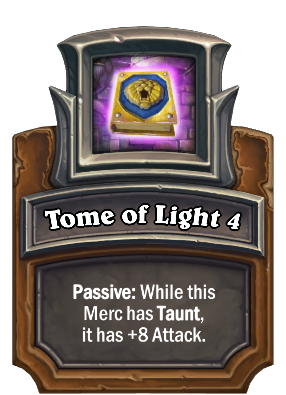 Tome of Light 4
Passive: While this
Merc has Taunt,
it has +8 Attack.